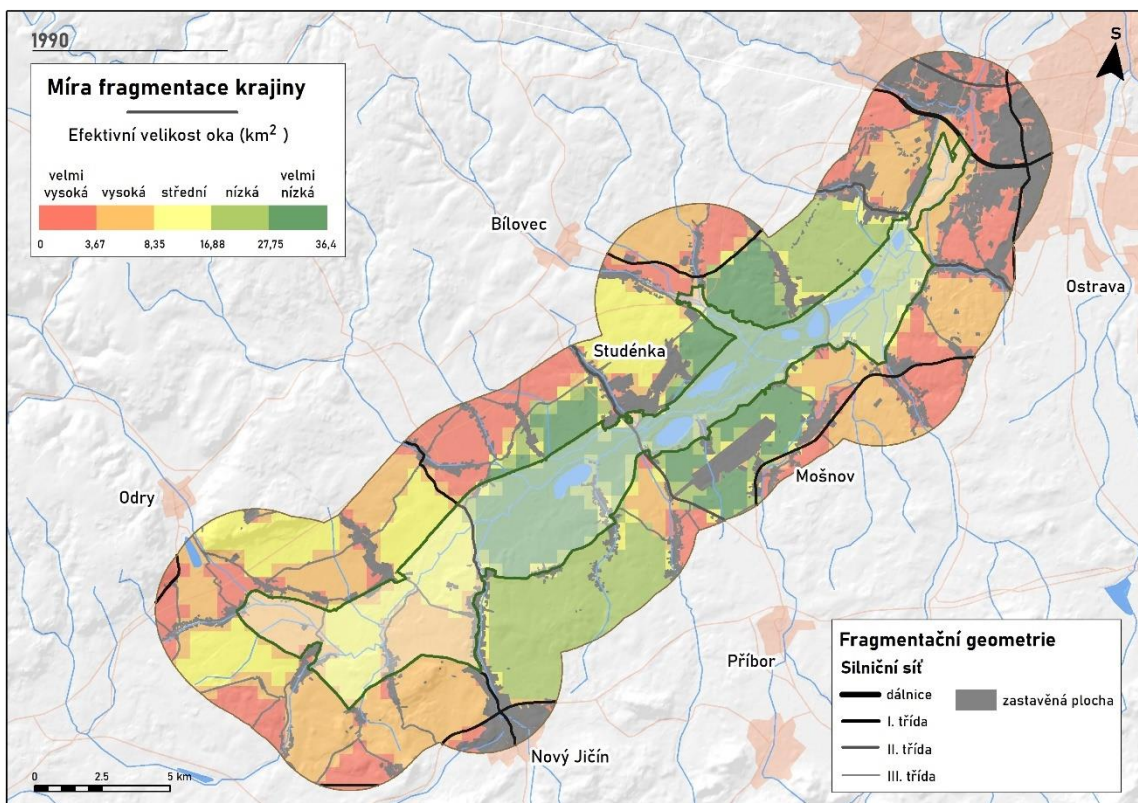 1990
Míra fragmentace krajiny
Efektivní velikost oka (km² )
velmi vysoká
vysoká
střední
nízká
velmi nízká
0 3,67 8,35 16,88 27,75 36,4
S
Bílovec
Ostrava
Studénka
Mošnov
Odry
Příbor
Nový Jičín
Fragmentační geometrie
Silniční síť
dálnice
zastavěná plocha
I. třída
II. třída
III. třída
0 2.5 5 km